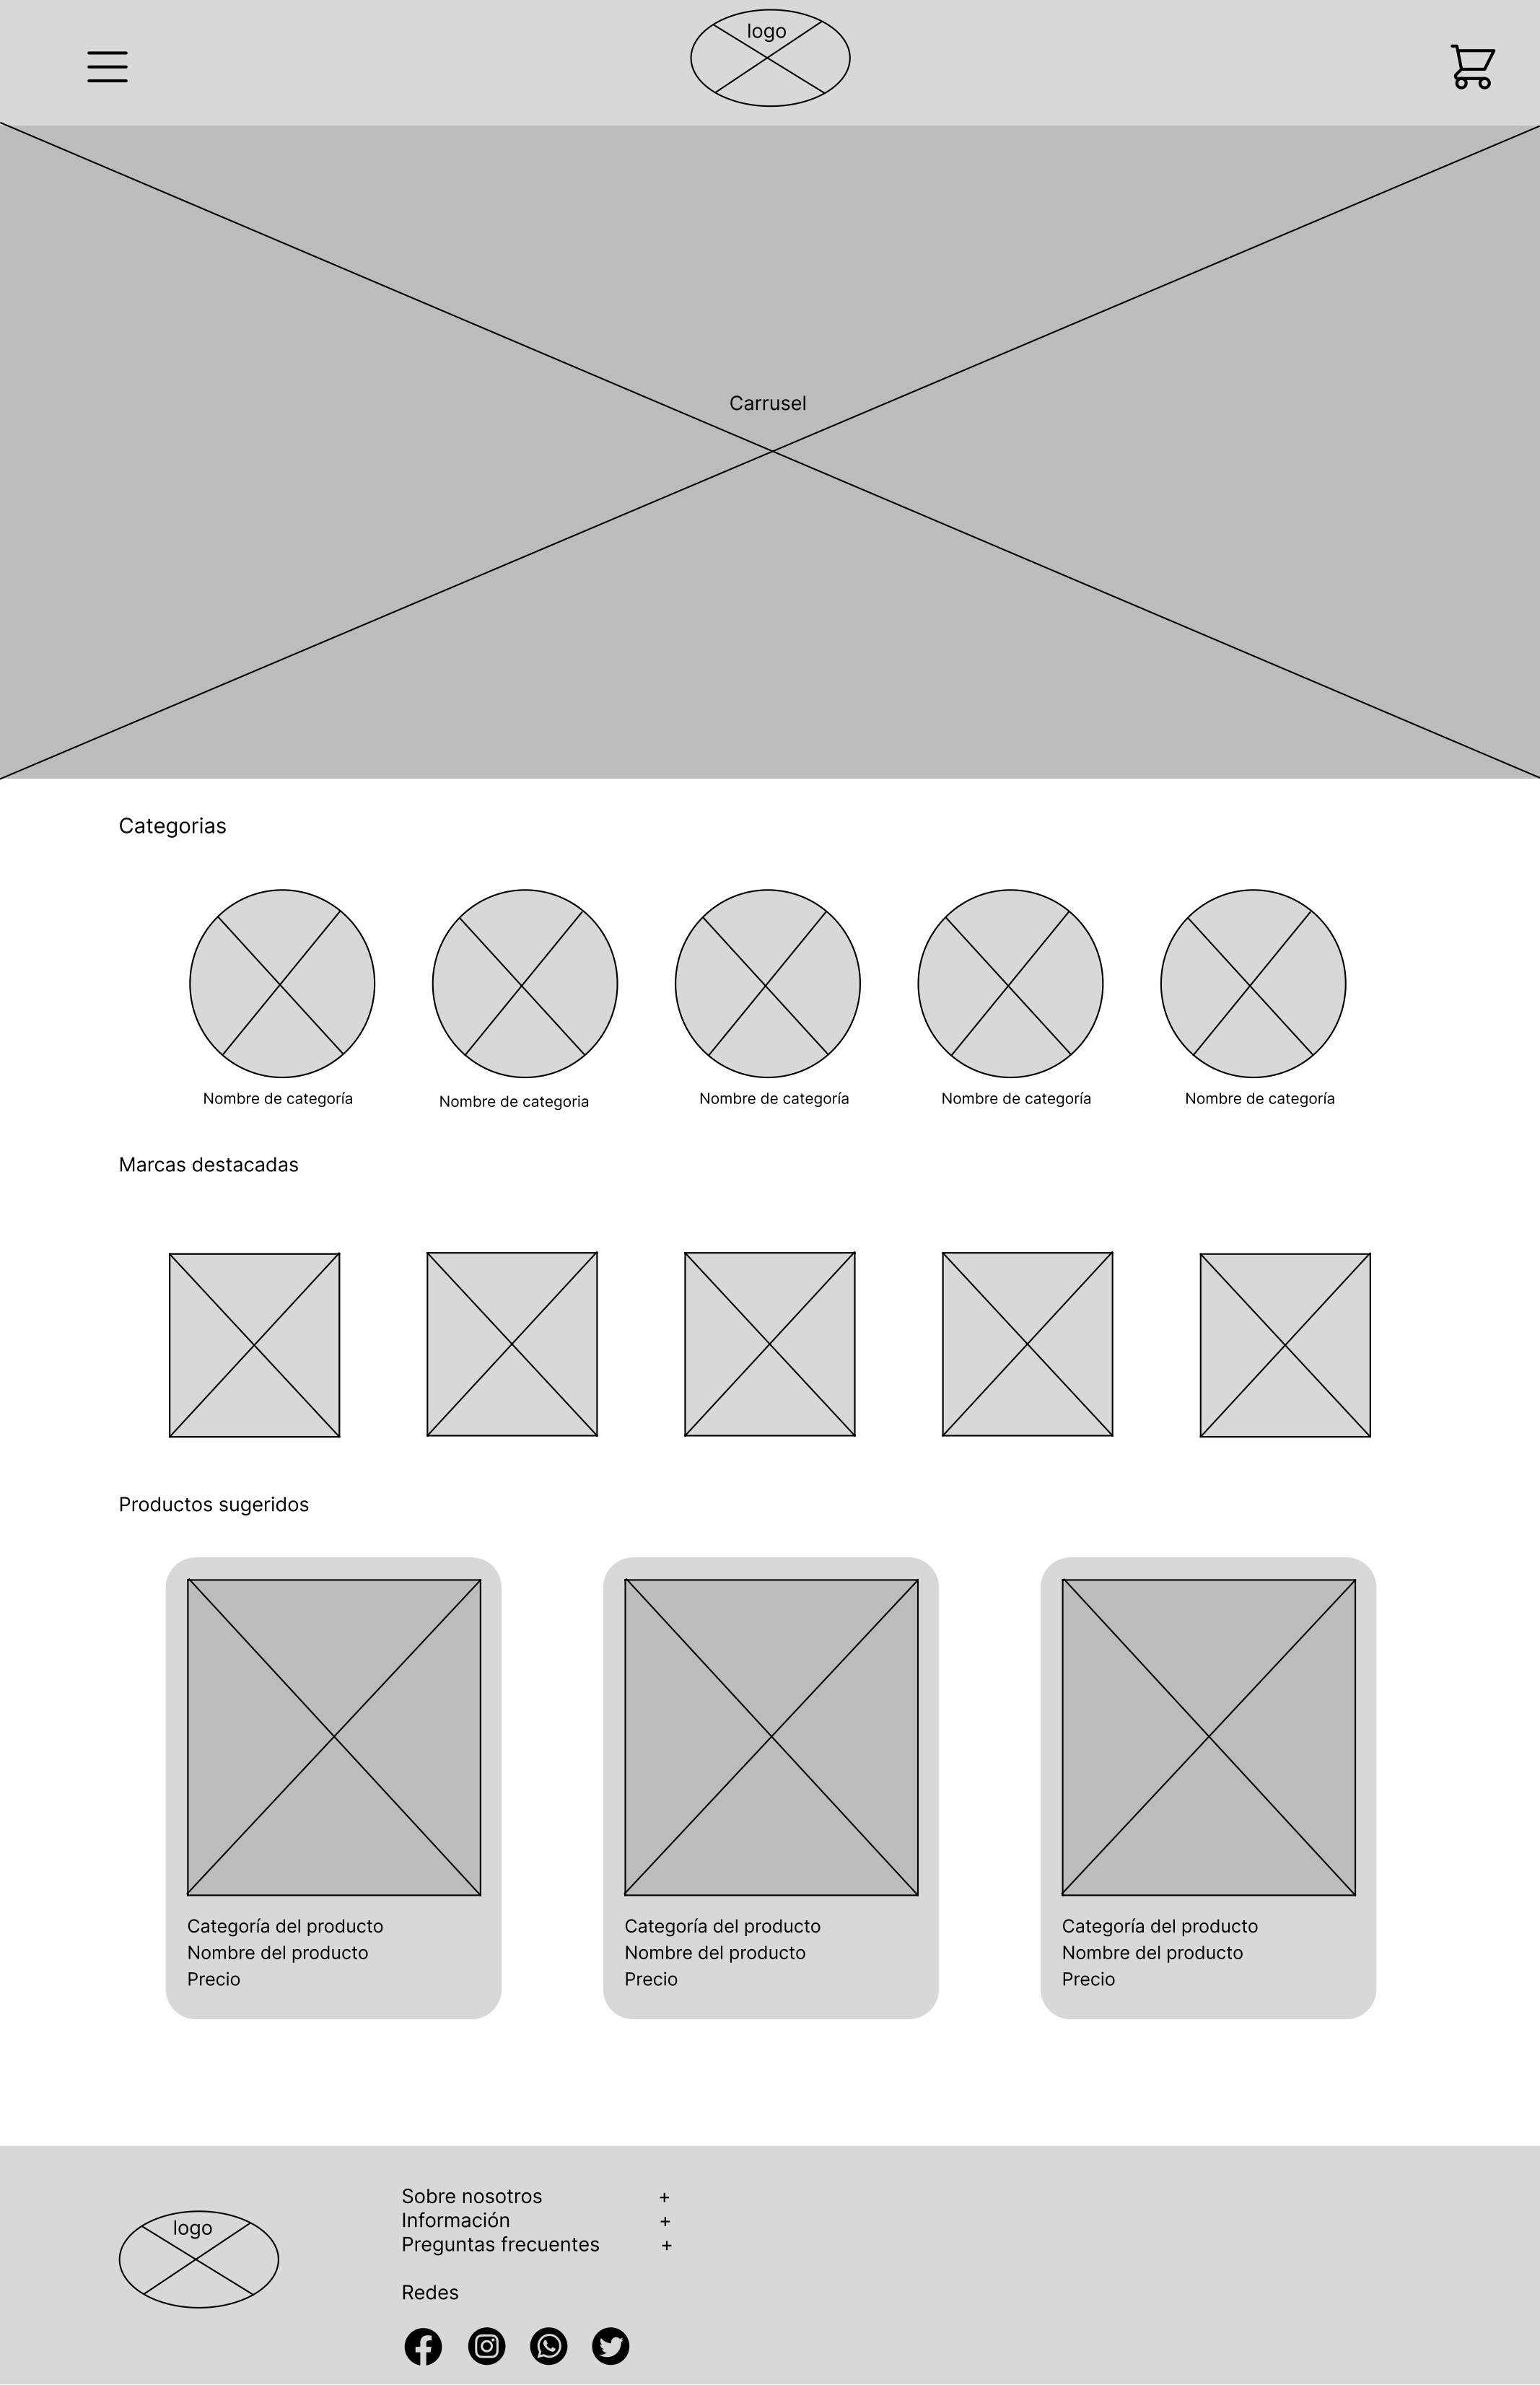 logo
Carrusel
Categorias
Nombre de categoría
Nombre de categoria
Nombre de categoría
Nombre de categoría
Nombre de categoría
Marcas destacadas
Productos sugeridos
Categoría del producto
Nombre del producto
Precio
Categoría del producto
Nombre del producto
Precio
Categoría del producto
Nombre del producto
Precio
logo
Sobre nosotros +
Información +
Preguntas frecuentes +
Redes